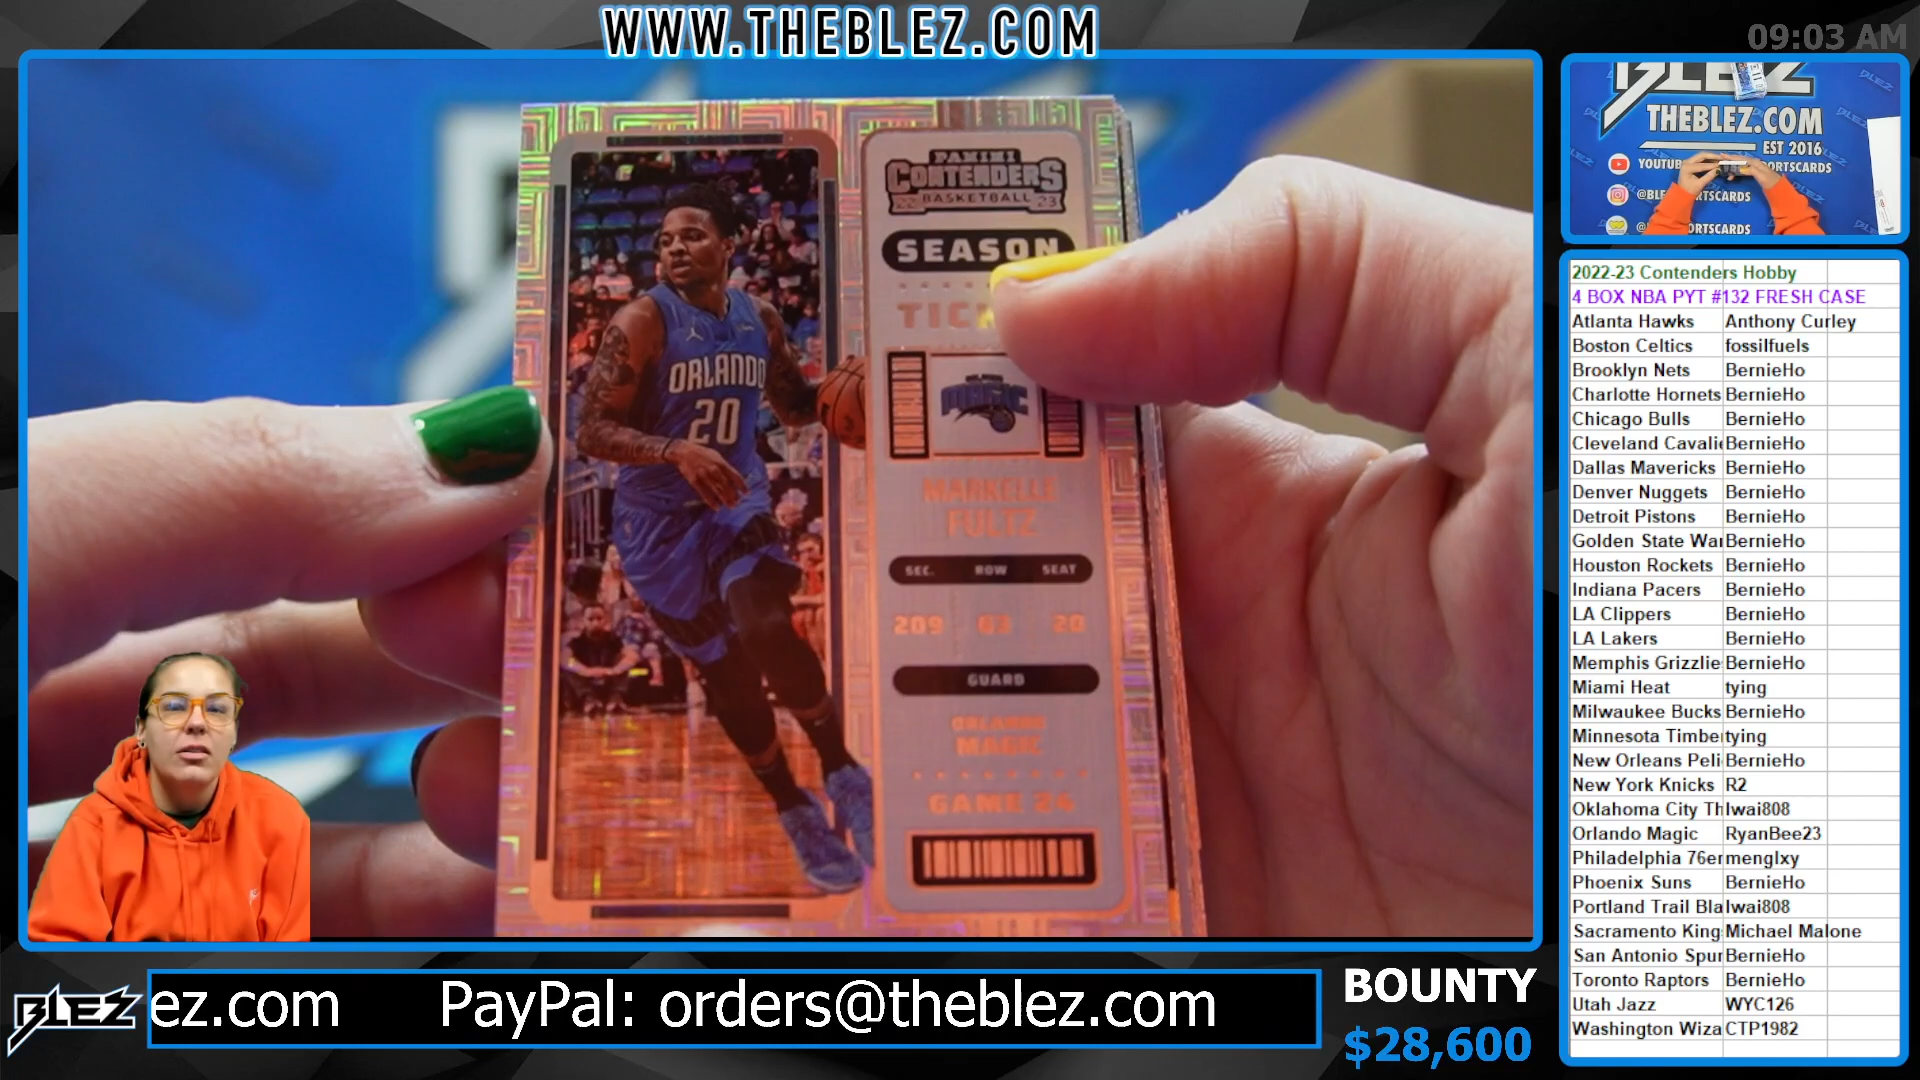 WWW.THEBLEZ.COM
09:03 AM
BLEZ
THEBLEZ.COM
EST 2016
PANINI
CONTENDERS
22 BASKETBALL 23
SEASON
MAGIC
ORLANDO
20
MARKELLE
FULTZ
SEC. ROW SEAT
209 63 20
GUARD
ORLANDO
MAGIC
GAME 24
2022-23 Contenders Hobby
4 BOX NBA PYT #132 FRESH CASE
Atlanta Hawks Anthony Curley
Boston Celtics fossilfuels
Brooklyn Nets BernieHo
Charlotte Hornets BernieHo
Chicago Bulls BernieHo
Cleveland Cavalie BernieHo
Dallas Mavericks BernieHo
Denver Nuggets BernieHo
Detroit Pistons BernieHo
Golden State War BernieHo
Houston Rockets BernieHo
Indiana Pacers BernieHo
LA Clippers BernieHo
LA Lakers BernieHo
Memphis Grizzlie BernieHo
Miami Heat tying
Milwaukee Bucks BernieHo
Minnesota Timbe tying
New Orleans Peli BernieHo
New York Knicks R2
Oklahoma City Th lwai808
Orlando Magic RyanBee23
Philadelphia 76er menglxy
Phoenix Suns BernieHo
Portland Trail Bla lwai808
Sacramento King Michael Malone
San Antonio Spur BernieHo
Toronto Raptors BernieHo
Utah Jazz WYC126
Washington Wiza CTP1982
BLEZ
ez.com PayPal: orders@theblez.com
BOUNTY
$28,600